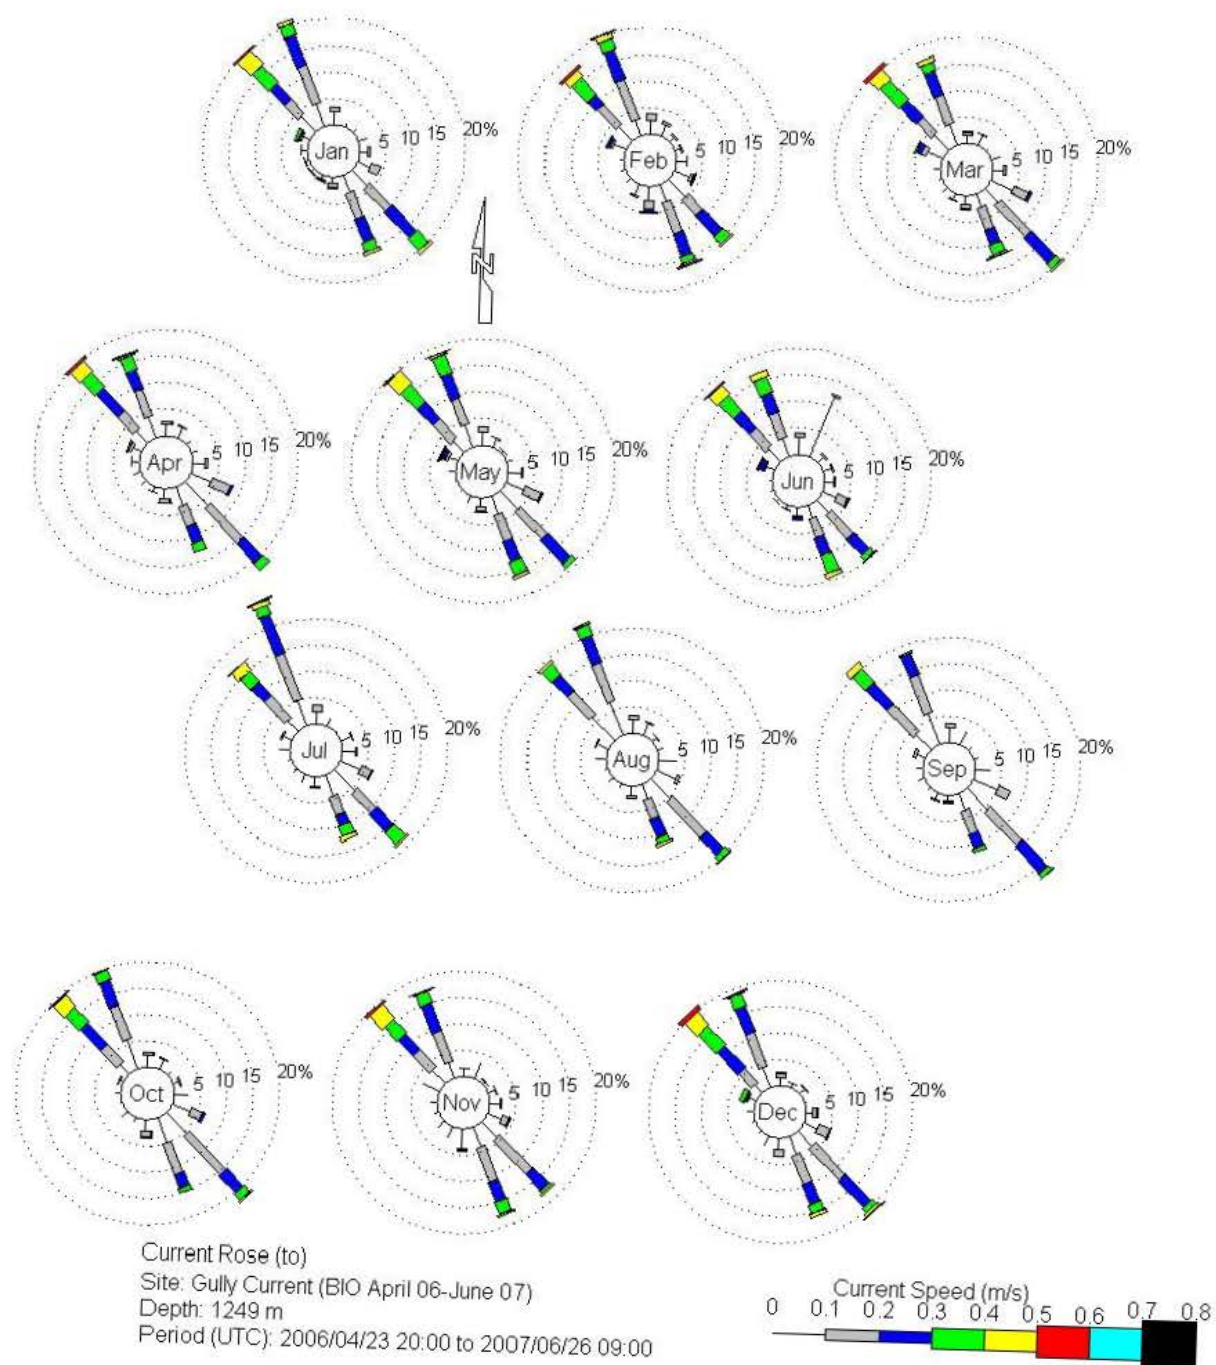 Jan 5 10 15 20%
Feb 5 10 15 20%
Mar 5 10 15 20%
N
Apr 5 10 15 20%
May 5 10 15 20%
Jun 5 10 15 20%
Jul 5 10 15 20%
Aug 5 10 15 20%
Sep 5 10 15 20%
Oct 5 10 15 20%
Nov 5 10 15 20%
Dec 5 10 15 20%
Current Rose (to)
Site: Gully Current (BIO April 06-June 07)
Depth: 1249 m
Period (UTC): 2006/04/23 20:00 to 2007/06/26 09:00
Current Speed (m/s)
0 0.1 0.2 0.3 0.4 0.5 0.6 0.7 0.8